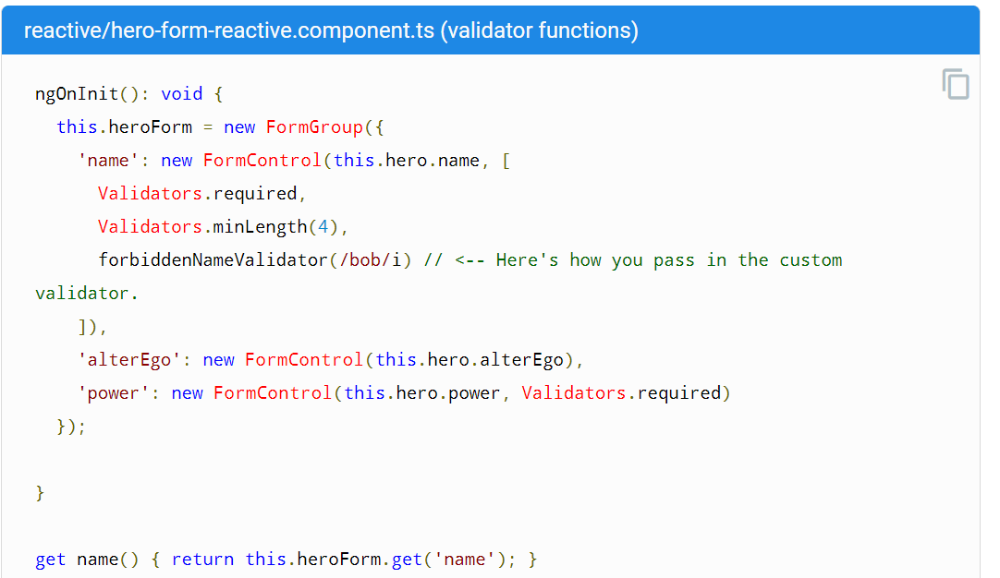 reactive/hero-form-reactive.component.ts (validator functions)
ngOnInit(): void {
  this.heroForm = new FormGroup({
    'name': new FormControl(this.hero.name, [
      Validators.required,
      Validators.minLength(4),
      forbiddenNameValidator(/bob/i) // <-- Here's how you pass in the custom
validator.
    ]),
    'alterEgo': new FormControl(this.hero.alterEgo),
    'power': new FormControl(this.hero.power, Validators.required)
  });
}
get name() { return this.heroForm.get('name'); }